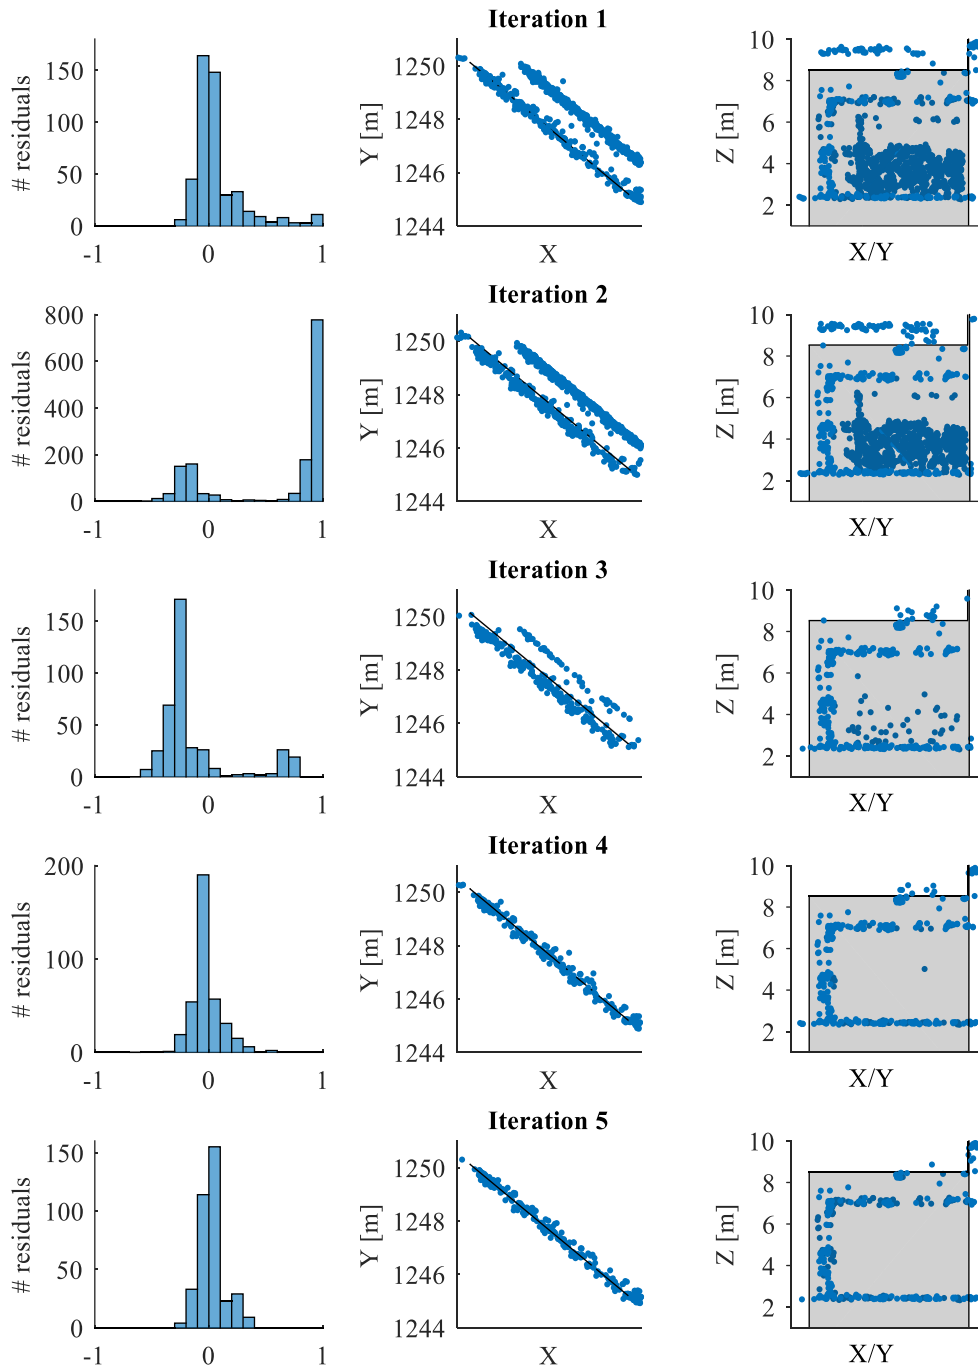 Iteration 1
# residuals
150
100
50
0
-1
0
1
Y [m]
1250
1248
1246
1244
X
Z [m]
10
8
6
4
2
X/Y
Iteration 2
# residuals
800
600
400
200
0
-1
0
1
Y [m]
1250
1248
1246
1244
X
Z [m]
10
8
6
4
2
X/Y
Iteration 3
# residuals
150
100
50
0
-1
0
1
Y [m]
1250
1248
1246
1244
X
Z [m]
10
8
6
4
2
X/Y
Iteration 4
# residuals
200
100
0
-1
0
1
Y [m]
1250
1248
1246
1244
X
Z [m]
10
8
6
4
2
X/Y
Iteration 5
# residuals
150
100
50
0
-1
0
1
Y [m]
1250
1248
1246
1244
X
Z [m]
10
8
6
4
2
X/Y